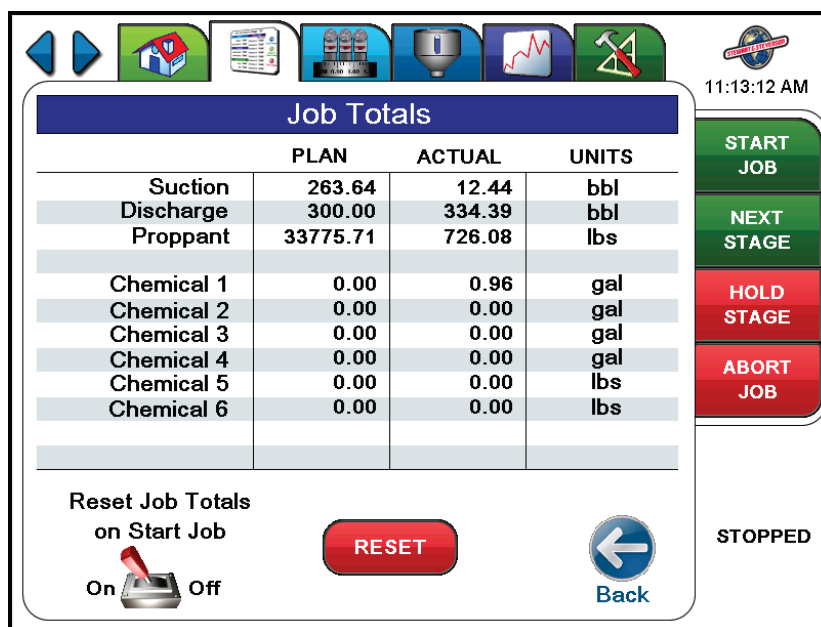 STEWART & STEVENSON
11:13:12 AM
Job Totals
PLAN ACTUAL UNITS
Suction 263.64 12.44 bbl
Discharge 300.00 334.39 bbl
Proppant 33775.71 726.08 lbs
Chemical 1 0.00 0.96 gal
Chemical 2 0.00 0.00 gal
Chemical 3 0.00 0.00 gal
Chemical 4 0.00 0.00 gal
Chemical 5 0.00 0.00 lbs
Chemical 6 0.00 0.00 lbs
Reset Job Totals
on Start Job
On Off
RESET
Back
START
JOB
NEXT
STAGE
HOLD
STAGE
ABORT
JOB
STOPPED